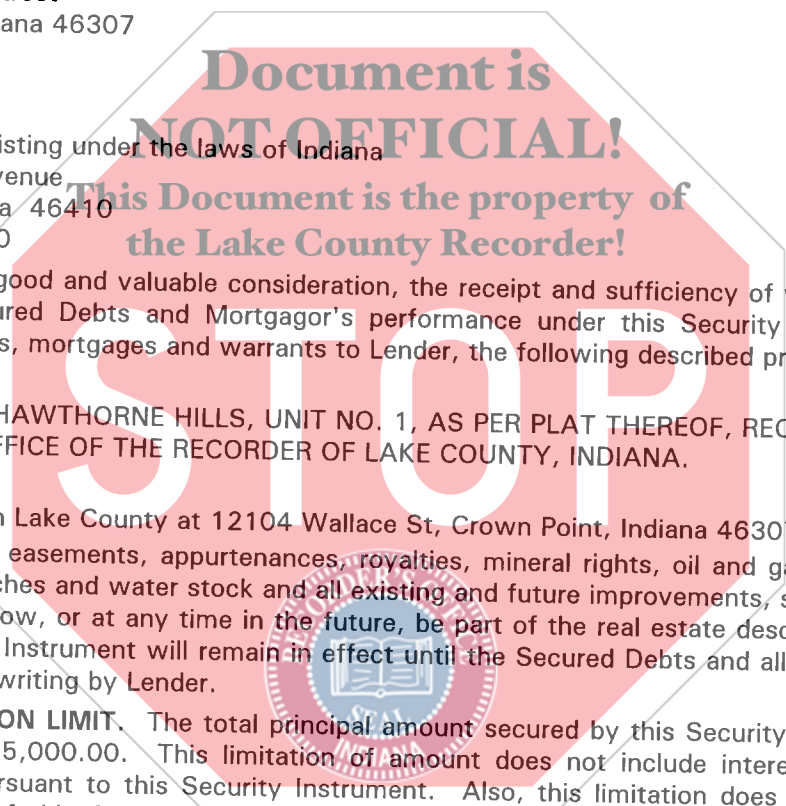 ana 46307
Document is
NOT OFFICIAL!
isting under the laws of Indiana
venue
This Document is the property of
a 46410
the Lake County Recorder!
0
good and valuable consideration, the receipt and sufficiency of
ured Debts and Mortgagor's performance under this Security
s, mortgages and warrants to Lender, the following described pr
STOP
HAWTHORNE HILLS, UNIT NO. 1, AS PER PLAT THEREOF, REC
FFICE OF THE RECORDER OF LAKE COUNTY, INDIANA.
n Lake County at 12104 Wallace St, Crown Point, Indiana 46307
easements, appurtenances, royalties, mineral rights, oil and ga
ches and water stock and all existing and future improvements, s
ow, or at any time in the future, be part of the real estate desc
Instrument will remain in effect until the Secured Debts and all
writing by Lender.
RECORDER'S OFFICE
SEAL
INDIANA
ON LIMIT. The total principal amount secured by this Security
5,000.00. This limitation of amount does not include intere
rsuant to this Security Instrument. Also, this limitation does